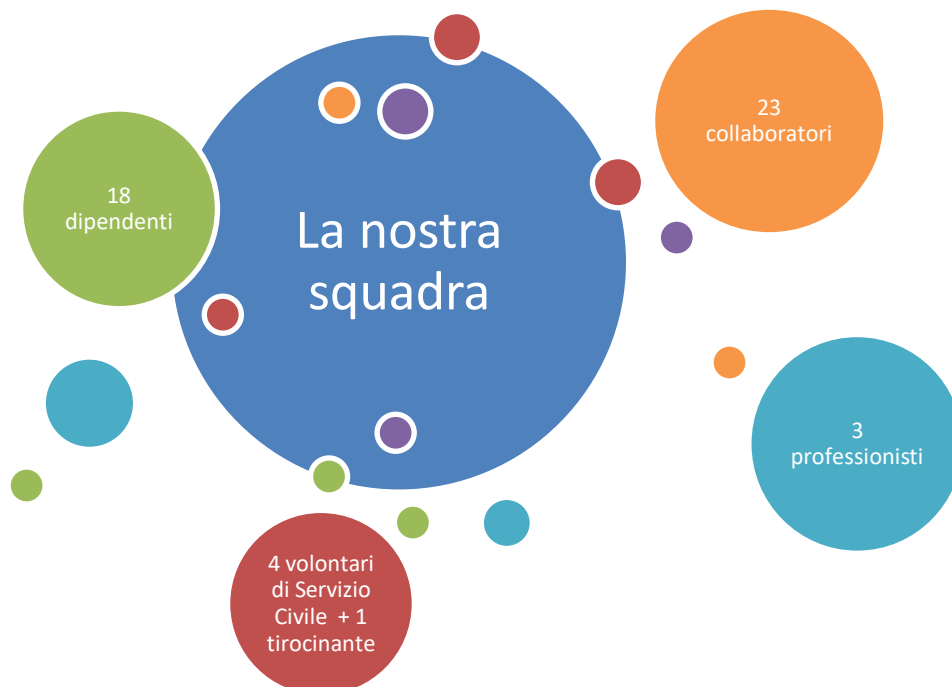 La nostra
squadra
18
dipendenti
23
collaboratori
3
professionisti
4 volontari
di Servizio
Civile + 1
tirocinante